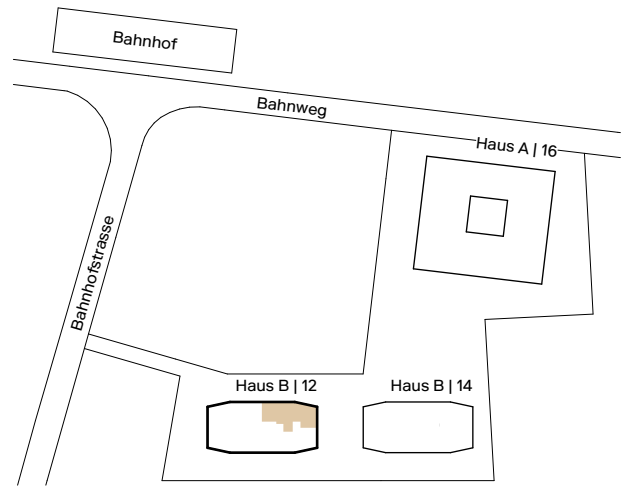 Bahnhof
Bahnweg
Haus A | 16
Bahnhofstrasse
Haus B | 12
Haus B | 14